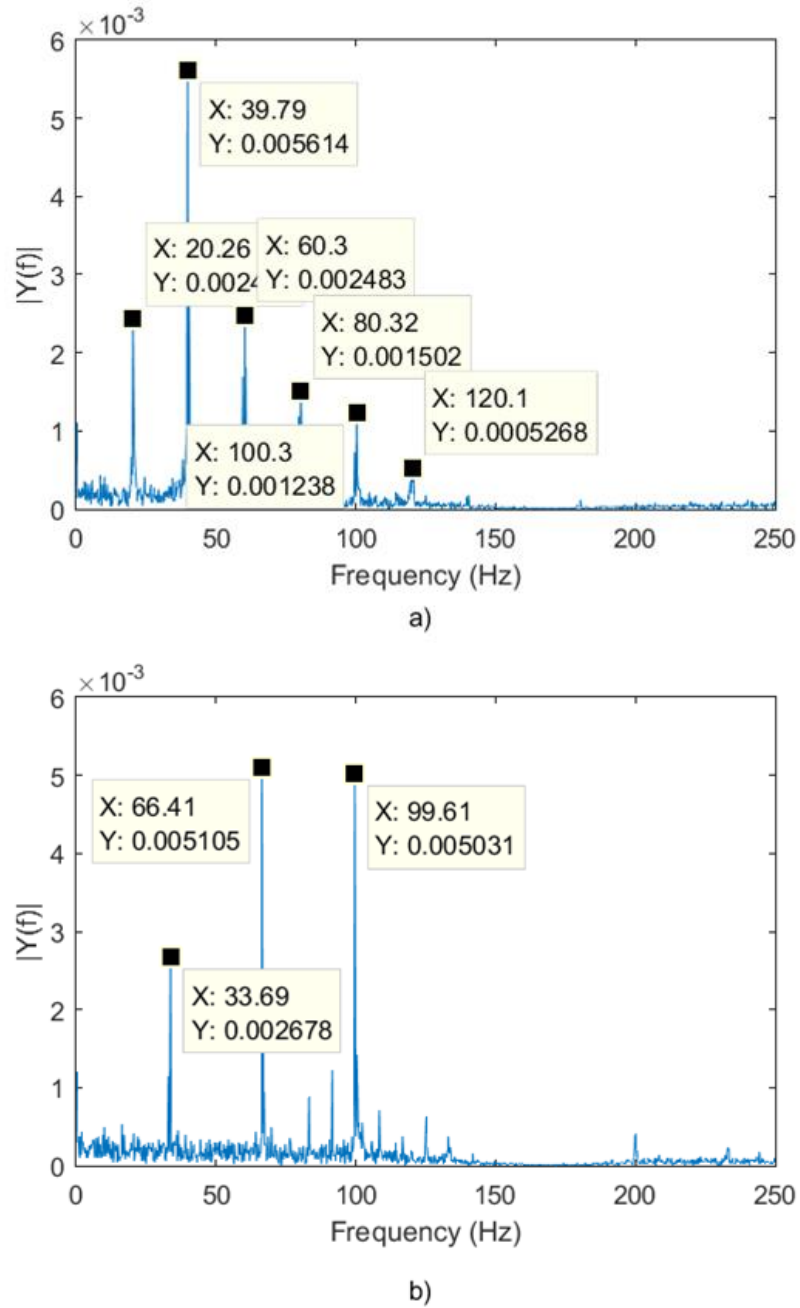 ×10⁻³
6
X: 39.79
Y: 0.005614
5
4
X: 20.26
Y: 0.0024
X: 60.3
Y: 0.002483
3
|Y(f)|
X: 80.32
Y: 0.001502
2
X: 120.1
Y: 0.0005268
1
X: 100.3
Y: 0.001238
0
0 50 100 150 200 250
Frequency (Hz)
a)
×10⁻³
6
5
X: 66.41
Y: 0.005105
X: 99.61
Y: 0.005031
4
3
|Y(f)|
X: 33.69
Y: 0.002678
2
1
0
0 50 100 150 200 250
Frequency (Hz)
b)